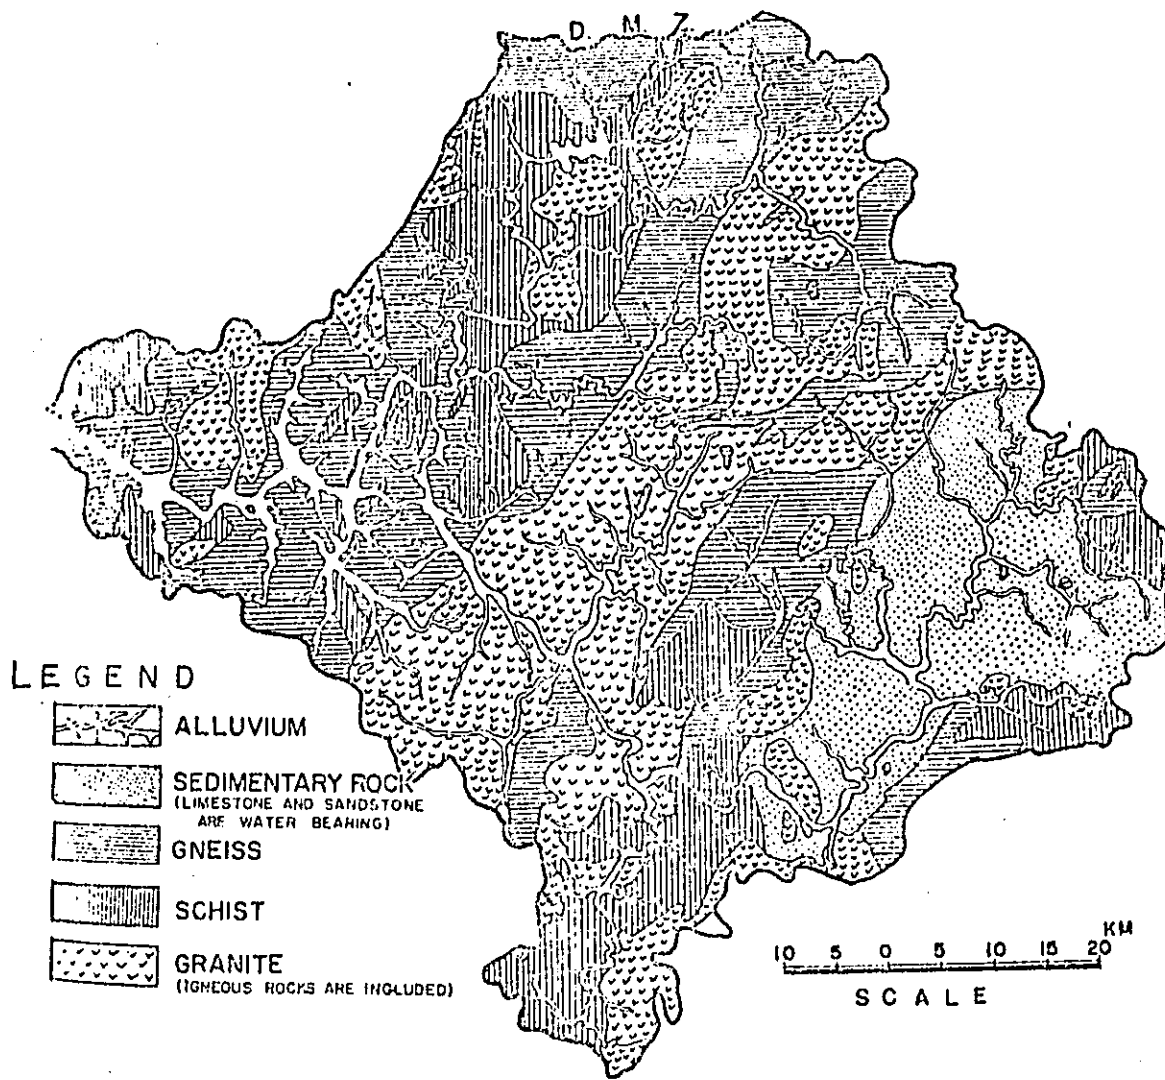 D. M. Z.
LEGEND
ALLUVIUM
SEDIMENTARY ROCK
(LIMESTONE AND SANDSTONE
ARE WATER BEARING)
GNEISS
SCHIST
GRANITE
(IGNEOUS ROCKS ARE INCLUDED)
KM
10 5 0 5 10 15 20
SCALE